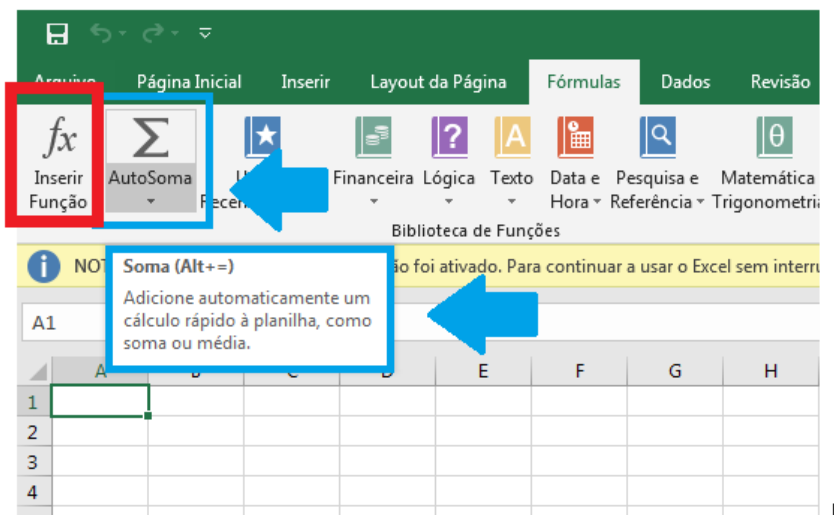 Arquivo Página Inicial Inserir Layout da Página Fórmulas Dados Revisão
fx Σ ? A θ
Inserir AutoSoma Financeira Lógica Texto Data e Pesquisa e Matemática
Função Hora Referência Trigonometri
Biblioteca de Funções
i NOT ão foi ativado. Para continuar a usar o Excel sem interru
Soma (Alt+=)
Adicione automaticamente um
cálculo rápido à planilha, como
soma ou média.
A1
A B C D E F G H
1
2
3
4